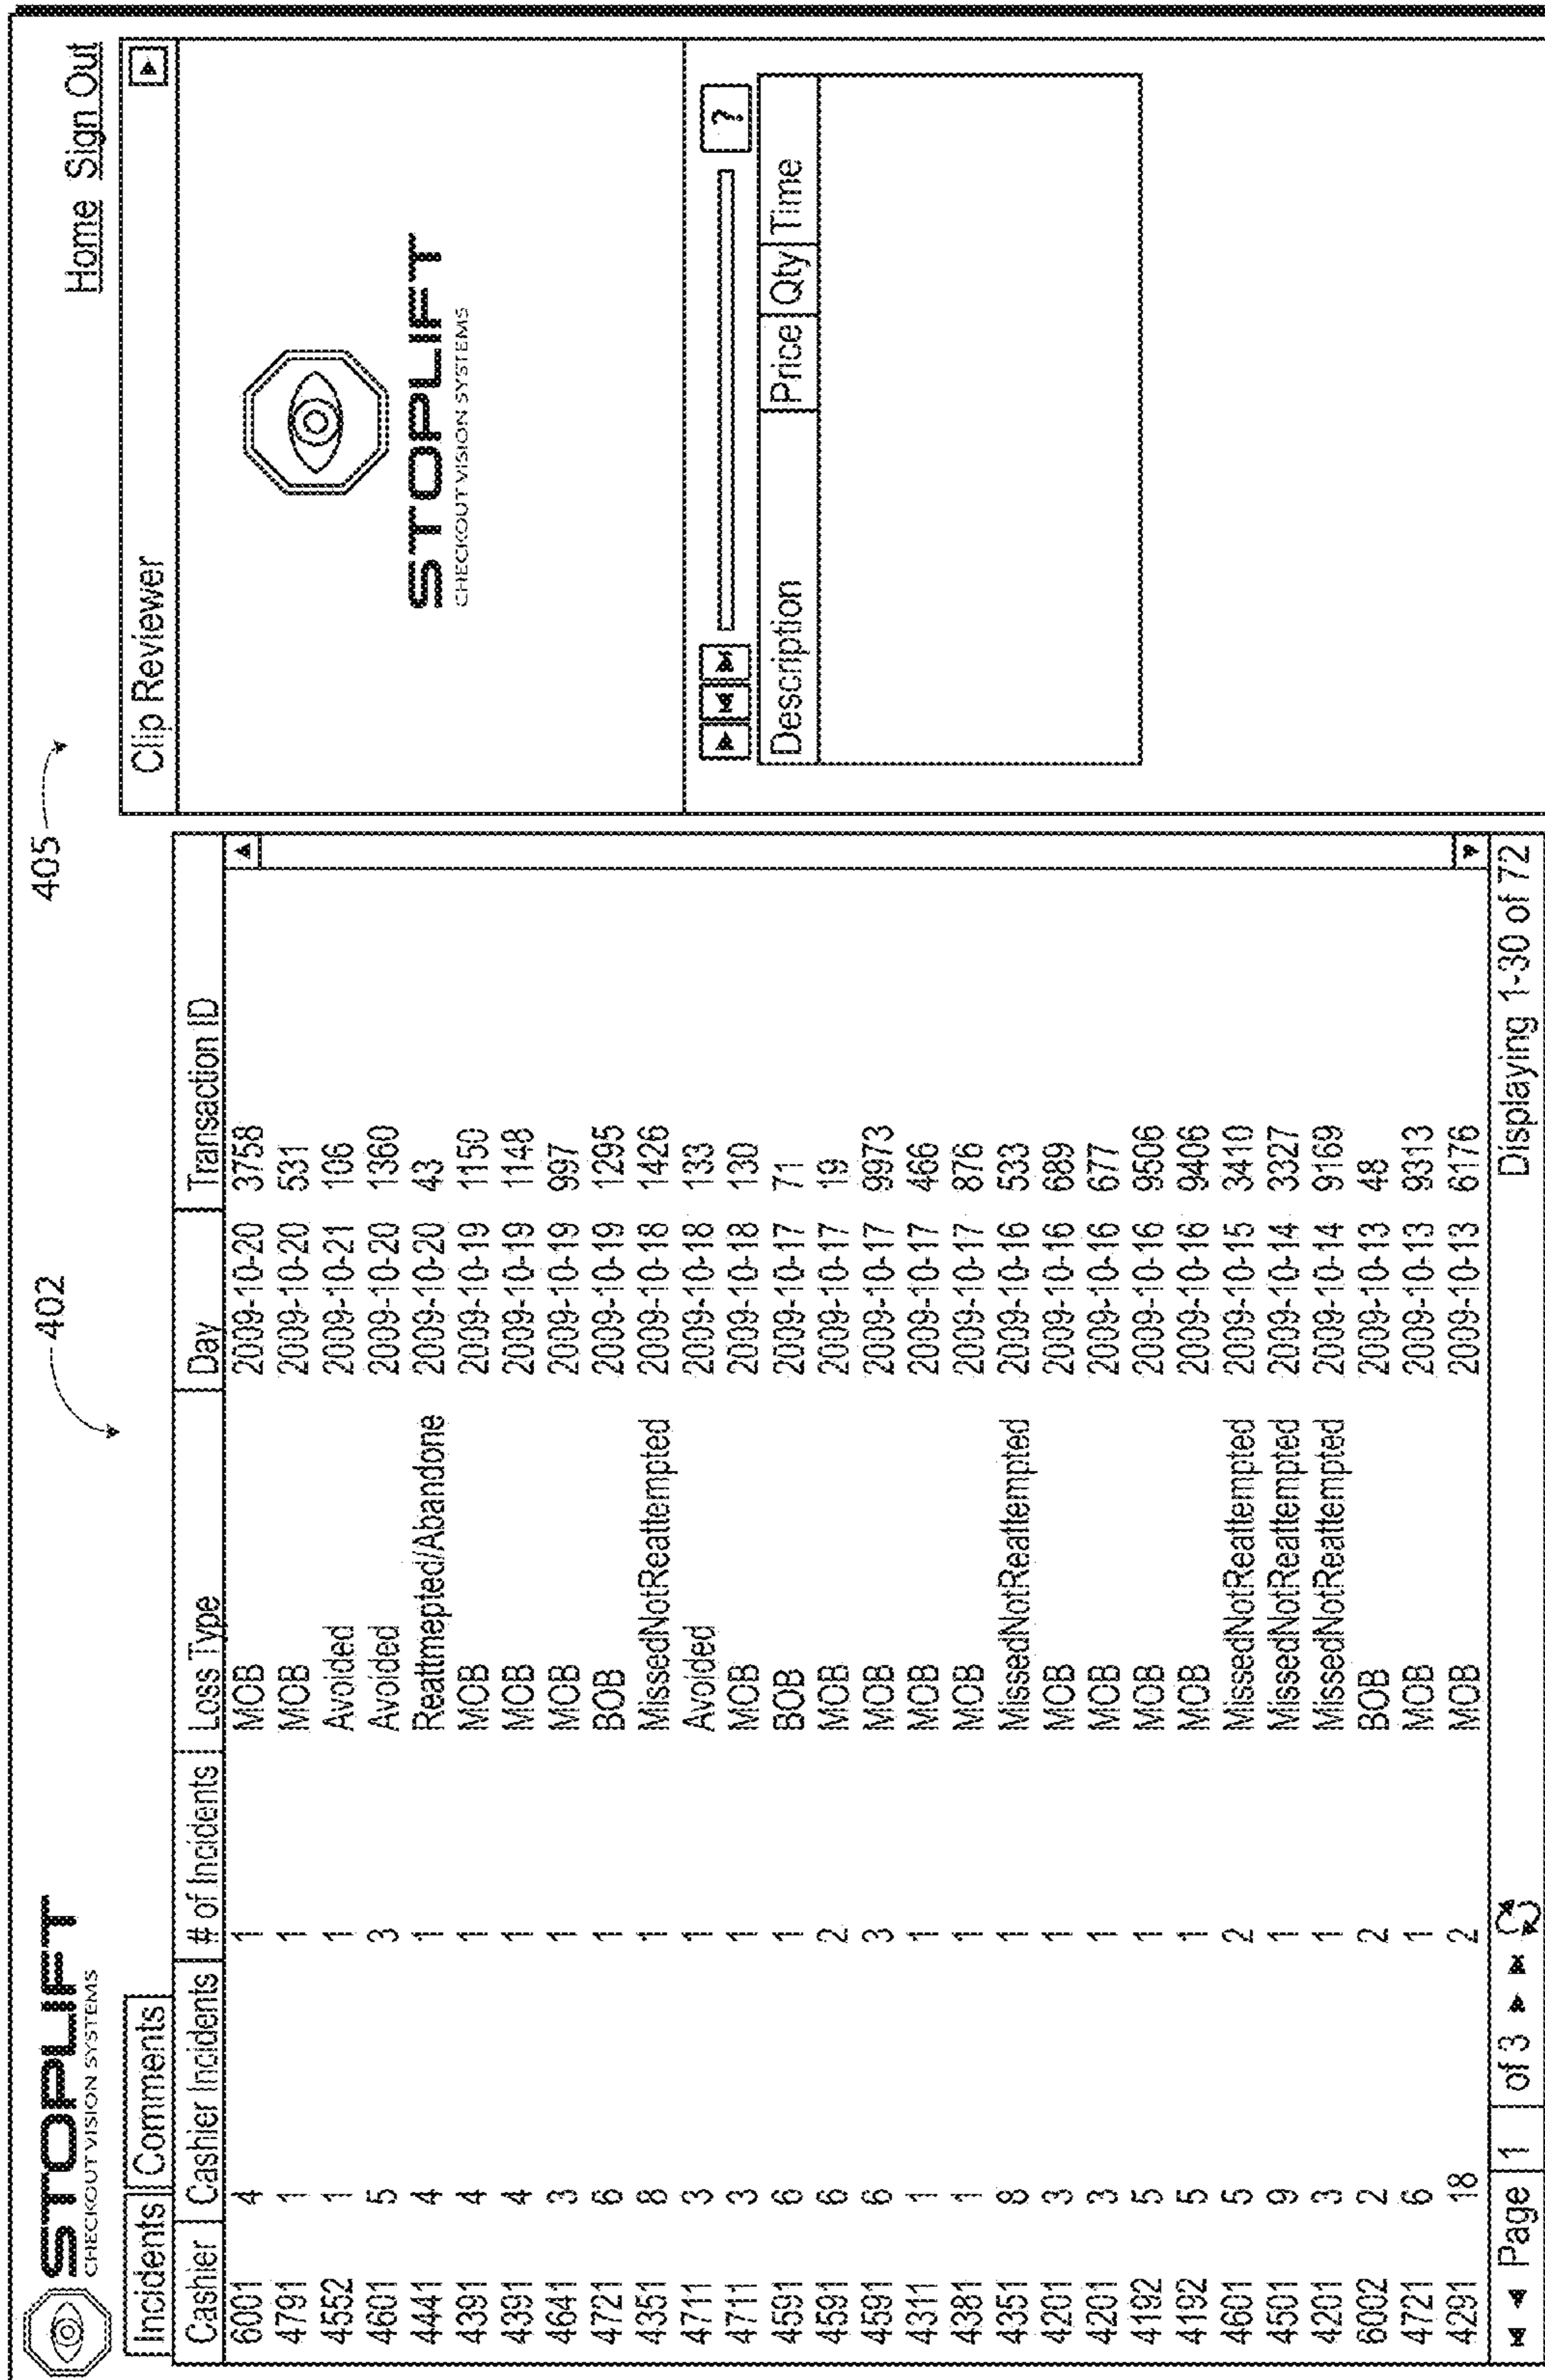 402
405
STOPLIFT
CHECKOUT VISION SYSTEMS
Home Sign Out
Incidents Comments
Cashier Cashier Incidents # of Incidents Loss Type Day Transaction ID
6001 4 1 MOB 2009-10-20 3758
4791 1 1 MOB 2009-10-20 531
4552 1 1 Avoided 2009-10-21 106
4601 5 3 Avoided 2009-10-20 1360
4441 4 1 Reattmepted/Abandone 2009-10-20 43
4391 4 1 MOB 2009-10-19 1150
4391 4 1 MOB 2009-10-19 1148
4641 3 1 MOB 2009-10-19 997
4721 6 1 BOB 2009-10-19 1295
4351 8 1 MissedNotReattempted 2009-10-18 1426
4711 3 1 Avoided 2009-10-18 133
4711 3 1 MOB 2009-10-18 130
4591 6 1 BOB 2009-10-17 71
4591 6 2 MOB 2009-10-17 19
4591 6 3 MOB 2009-10-17 9973
4311 1 1 MOB 2009-10-17 466
4381 1 1 MOB 2009-10-17 876
4351 8 1 MissedNotReattempted 2009-10-16 533
4201 3 1 MOB 2009-10-16 689
4201 3 1 MOB 2009-10-16 677
4192 5 1 MOB 2009-10-16 9506
4192 5 1 MOB 2009-10-16 9406
4601 5 2 MissedNotReattempted 2009-10-15 3410
4501 9 1 MissedNotReattempted 2009-10-14 3327
4201 3 1 MissedNotReattempted 2009-10-14 9169
6002 2 2 BOB 2009-10-13 48
4721 6 1 MOB 2009-10-13 9313
4291 18 2 MOB 2009-10-13 6176
Page 1 of 3 Displaying 1-30 of 72
Clip Reviewer
STOPLIFT
CHECKOUT VISION SYSTEMS
?
Description Price Qty Time